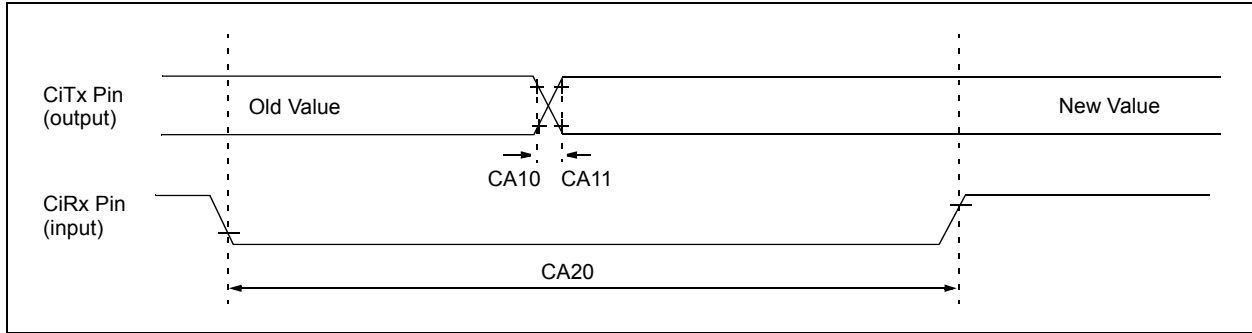 CiTx Pin
(output)
Old Value
New Value
CA10 CA11
CiRx Pin
(input)
CA20